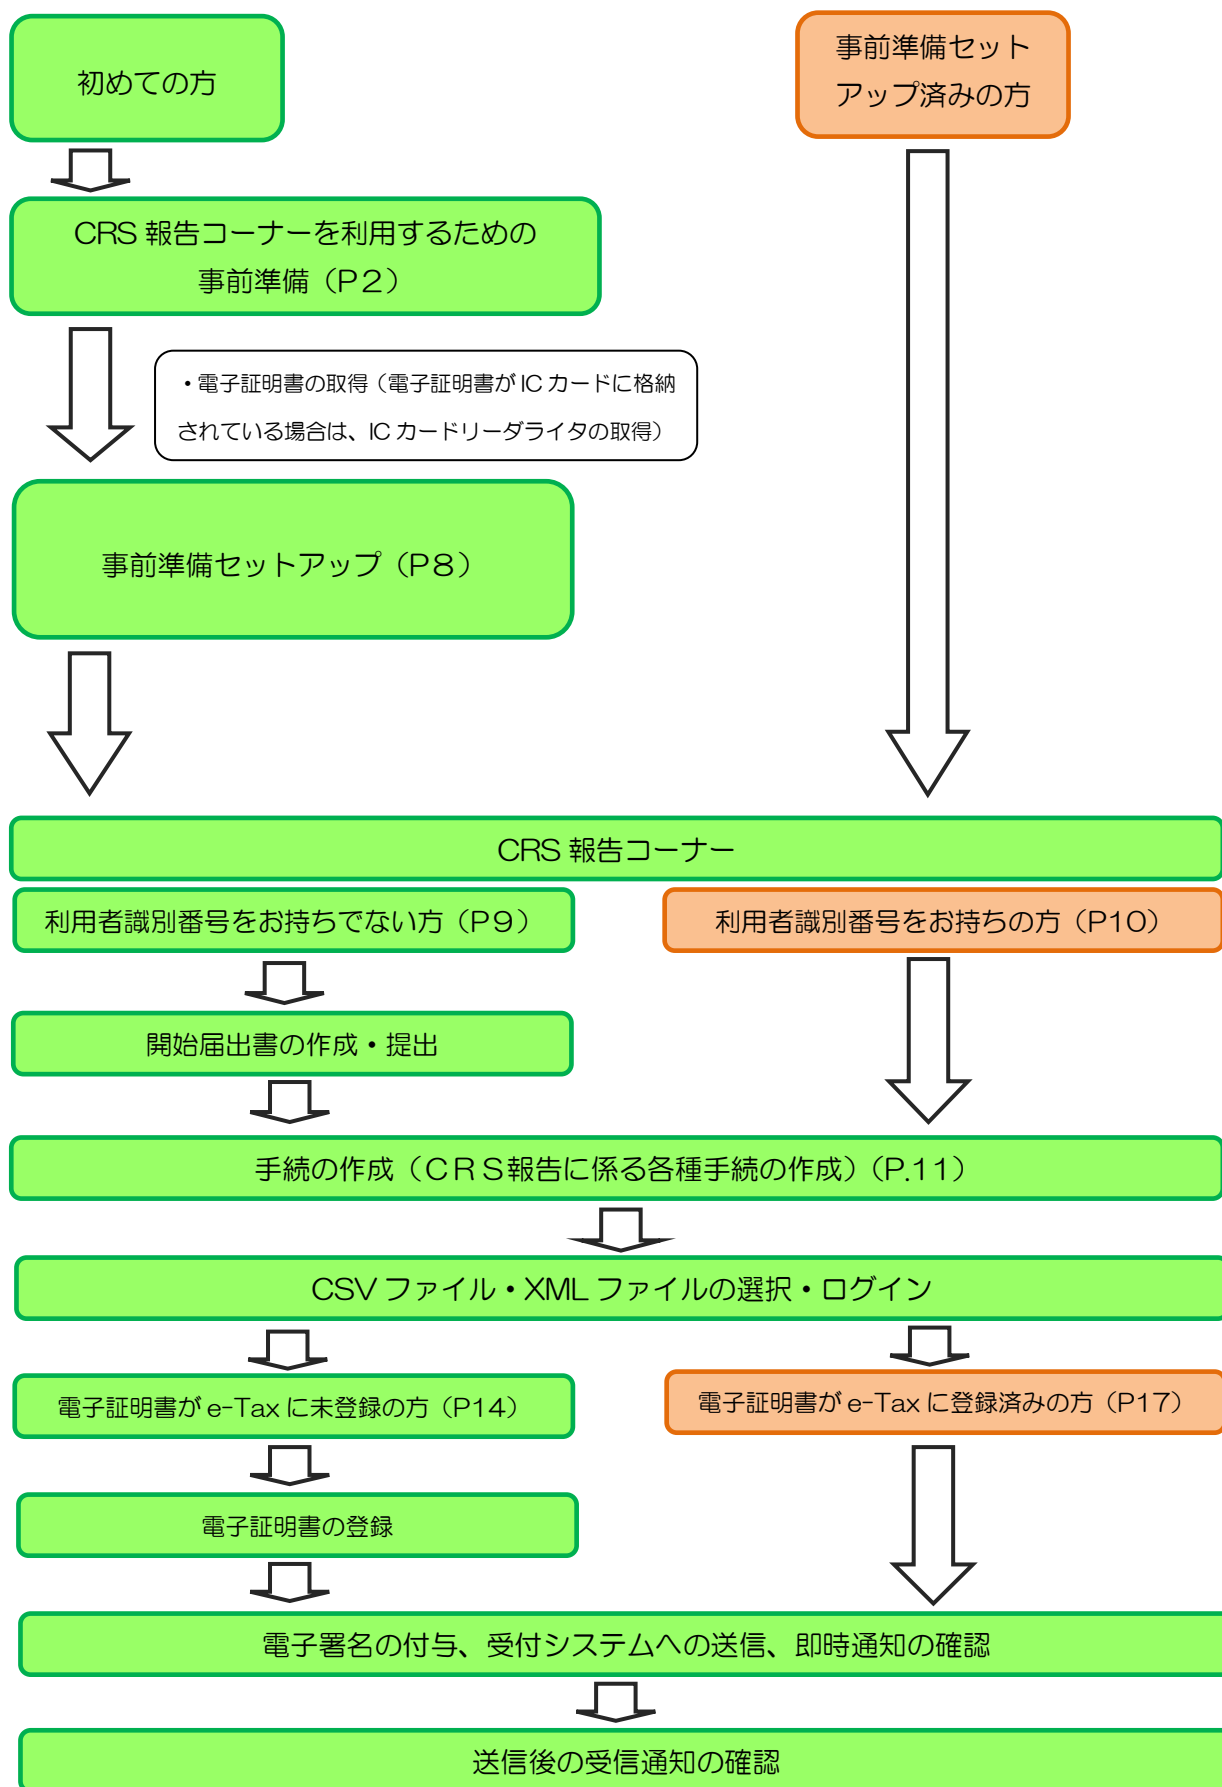 初めての方
事前準備セット
アップ済みの方
CRS 報告コーナーを利用するための
事前準備（P２）
・電子証明書の取得（電子証明書が IC カードに格納
されている場合は、IC カードリーダライタの取得）
事前準備セットアップ（P８）
CRS 報告コーナー
利用者識別番号をお持ちでない方（P９）
利用者識別番号をお持ちの方（P10）
開始届出書の作成・提出
手続の作成（ＣＲＳ報告に係る各種手続の作成）（P.11）
CSV ファイル・XML ファイルの選択・ログイン
電子証明書が e-Tax に未登録の方（P14）
電子証明書が e-Tax に登録済みの方（P17）
電子証明書の登録
電子署名の付与、受付システムへの送信、即時通知の確認
送信後の受信通知の確認